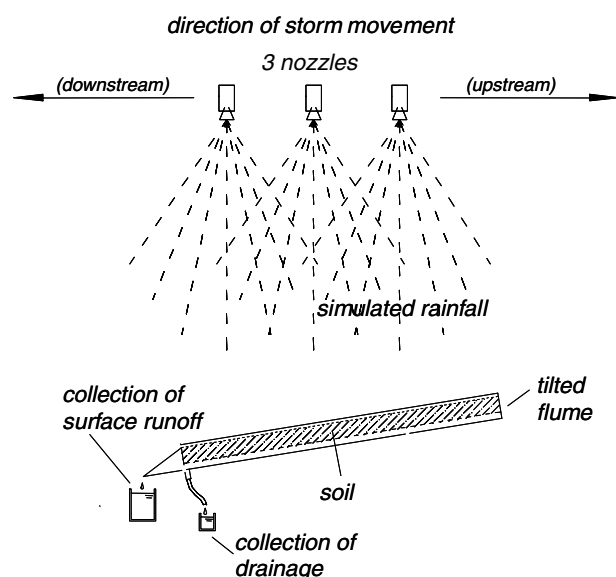 direction of storm movement
3 nozzles
(downstream)
(upstream)
simulated rainfall
collection of
surface runoff
tilted
flume
soil
collection of
drainage